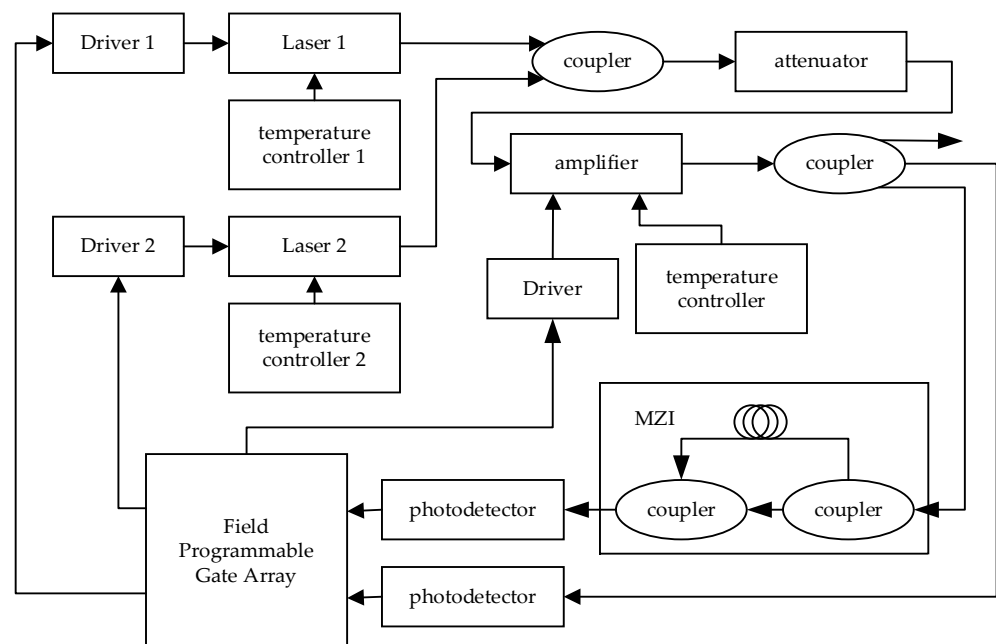 Driver 1
Laser 1
coupler
attenuator
temperature
controller 1
amplifier
coupler
Driver 2
Laser 2
Driver
temperature
controller
temperature
controller 2
MZI
photodetector
coupler
coupler
Field
Programmable
Gate Array
photodetector